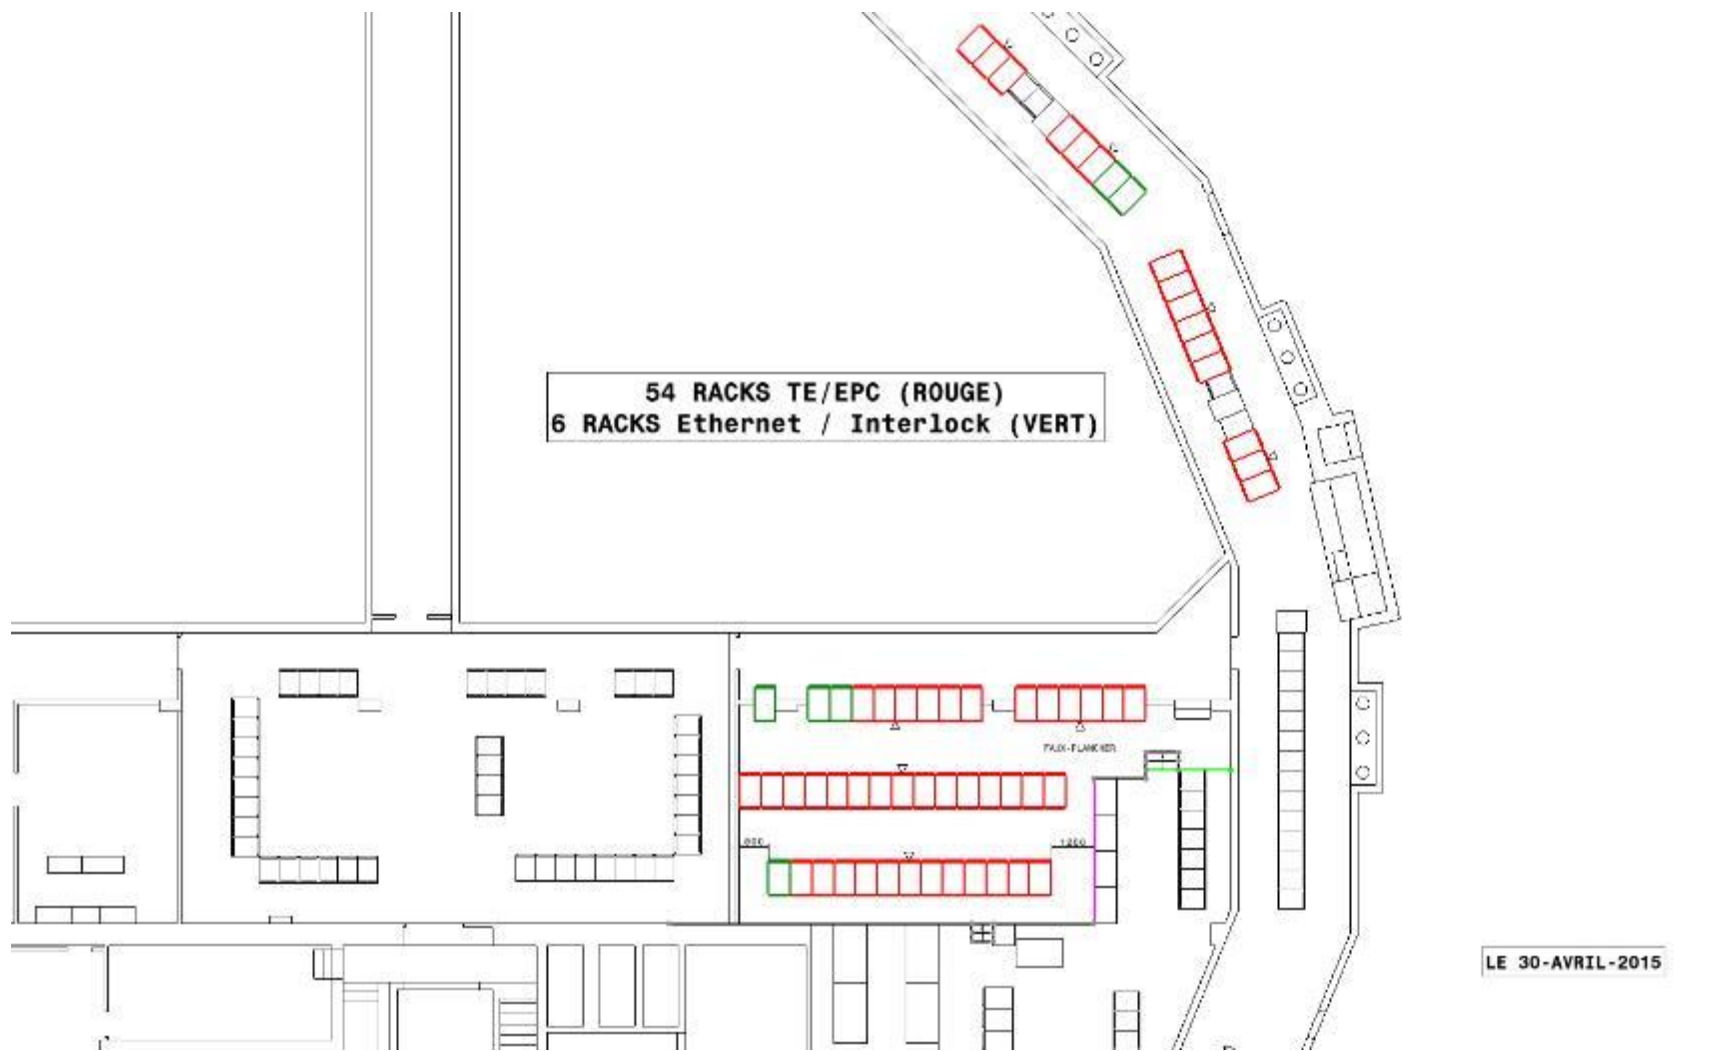 54 RACKS TE/EPC (ROUGE)
6 RACKS Ethernet / Interlock (VERT)
FAUX-PLANCHER
800
1200
LE 30-AVRIL-2015